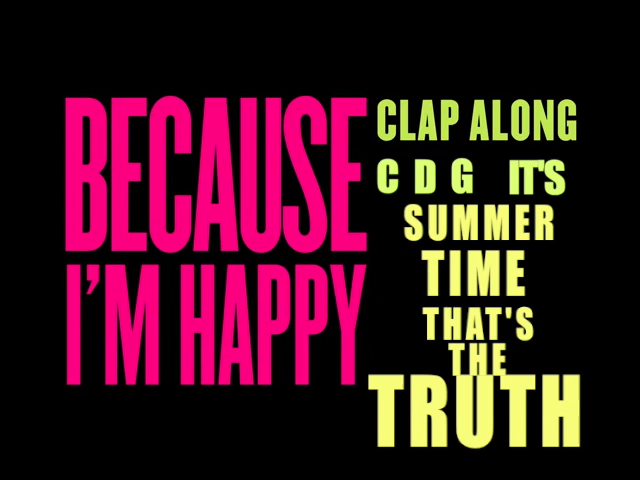 BECAUSE
I'M HAPPY
CLAP ALONG
C D G IT'S
SUMMER
TIME
THAT'S
THE
TRUTH